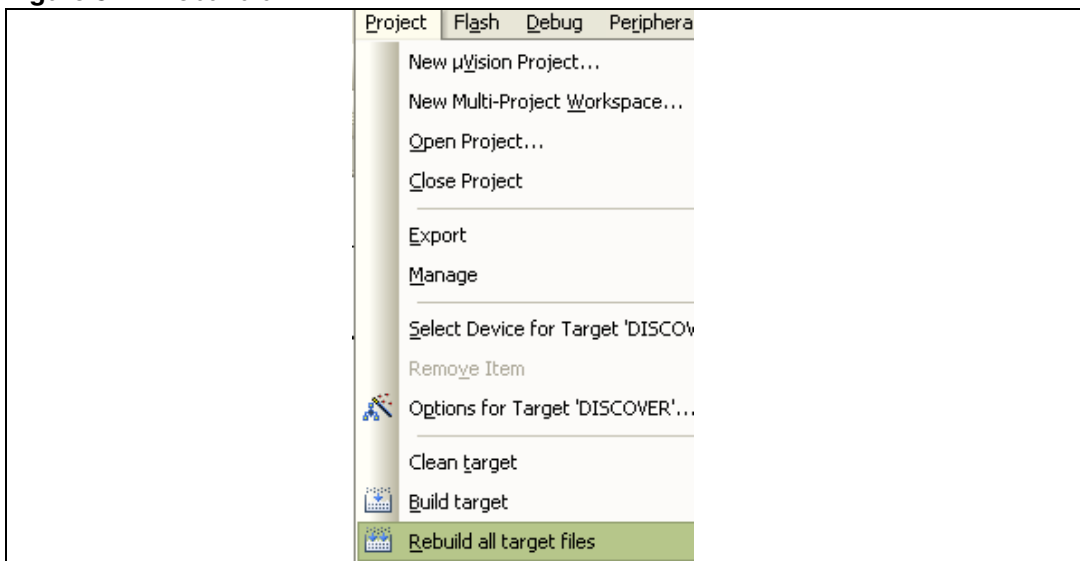 Project Flash Debug Periphera
New µVision Project...
New Multi-Project Workspace...
Open Project...
Close Project
Export
Manage
Select Device for Target 'DISCOV
Remove Item
Options for Target 'DISCOVER'...
Clean target
Build target
Rebuild all target files